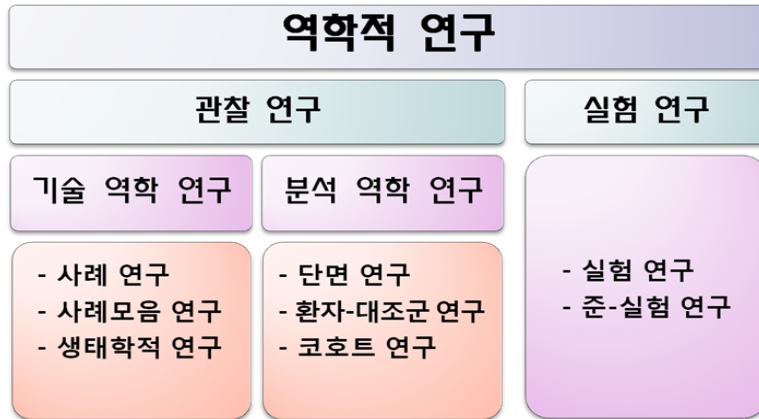 역학적 연구
관찰 연구
실험 연구
기술 역학 연구
분석 역학 연구
- 사례 연구
- 사례모음 연구
- 생태학적 연구
- 단면 연구
- 환자-대조군 연구
- 코호트 연구
- 실험 연구
- 준-실험 연구